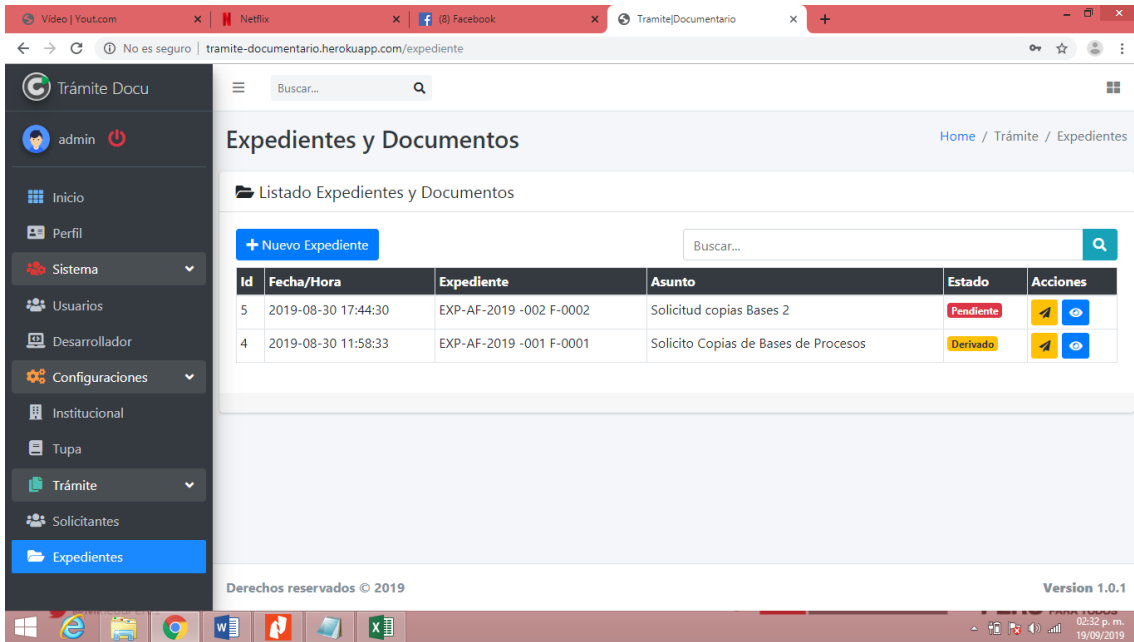 Vídeo | Yout.com
Netflix
(8) Facebook
Tramite|Documentario
No es seguro | tramite-documentario.herokuapp.com/expediente
Trámite Docu
Buscar...
admin
Expedientes y Documentos
Home / Trámite / Expedientes
Inicio
Perfil
Sistema
Usuarios
Desarrollador
Configuraciones
Institucional
Tupa
Trámite
Solicitantes
Expedientes
Listado Expedientes y Documentos
Nuevo Expediente
Buscar...
Id Fecha/Hora Expediente Asunto Estado Acciones
5 2019-08-30 17:44:30 EXP-AF-2019 -002 F-0002 Solicitud copias Bases 2 Pendiente
4 2019-08-30 11:58:33 EXP-AF-2019 -001 F-0001 Solicito Copias de Bases de Procesos Derivado
Derechos reservados © 2019
Version 1.0.1
PARA TODOS
02:32 p. m.
19/09/2019